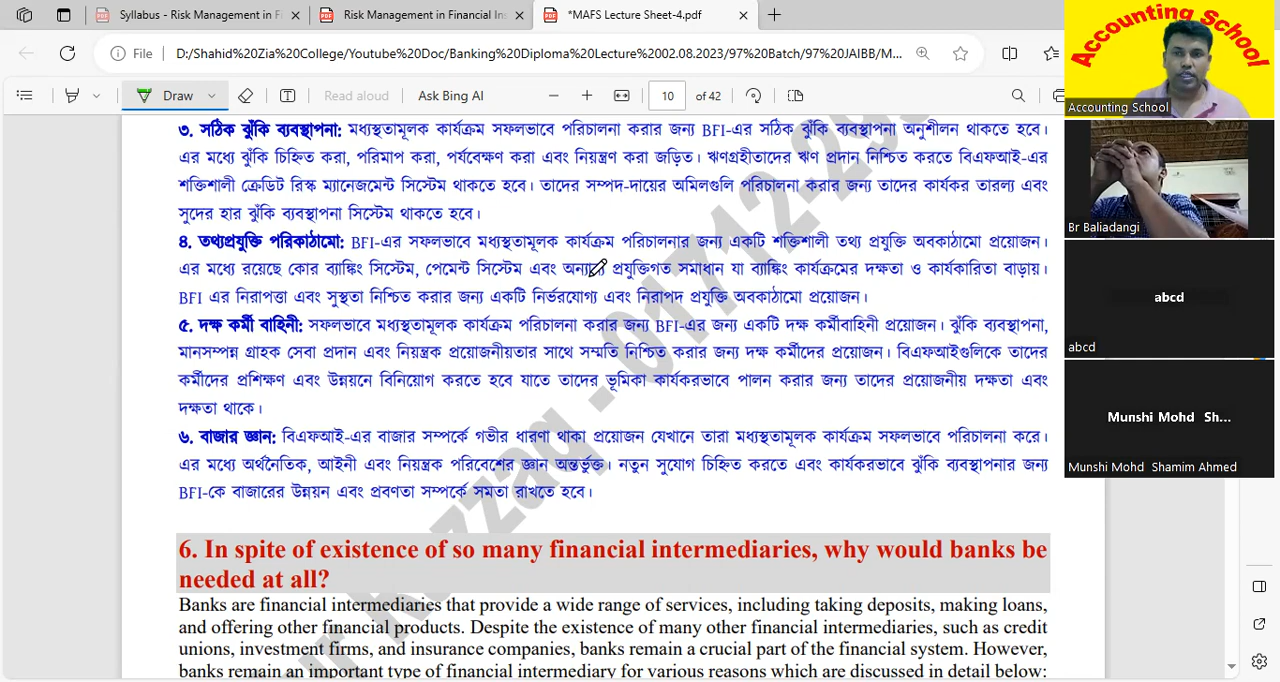 Syllabus - Risk Management in F
Risk Management in Financial Ins
*MAFS Lecture Sheet-4.pdf
File
D:/Shahid%20Zia%20College/Youtube%20Doc/Banking%20Diploma%20Lecture%2002.08.2023/97%20Batch/97%20JAIBB/M...
Draw
Read aloud
Ask Bing AI
10
of 42
৩. সঠিক ঝুঁকি ব্যবস্থাপনা: মধ্যস্থতামূলক কার্যক্রম সফলভাবে পরিচালনা করার জন্য BFI-এর সঠিক ঝুঁকি ব্যবস্থাপনা অনুশীলন থাকতে হবে।
এর মধ্যে ঝুঁকি চিহ্নিত করা, পরিমাপ করা, পর্যবেক্ষণ করা এবং নিয়ন্ত্রণ করা জড়িত। ঋণগ্রহীতাদের ঋণ প্রদান নিশ্চিত করতে বিএফআই-এর
শক্তিশালী ক্রেডিট রিস্ক ম্যানেজমেন্ট সিস্টেম থাকতে হবে। তাদের সম্পদ-দায়ের অমিলগুলি পরিচালনা করার জন্য তাদের কার্যকর তারল্য এবং
সুদের হার ঝুঁকি ব্যবস্থাপনা সিস্টেম থাকতে হবে।
৪. তথ্যপ্রযুক্তি পরিকাঠামো: BFI-এর সফলভাবে মধ্যস্থতামূলক কার্যক্রম পরিচালনার জন্য একটি শক্তিশালী তথ্য প্রযুক্তি অবকাঠামো প্রয়োজন।
এর মধ্যে রয়েছে কোর ব্যাঙ্কিং সিস্টেম, পেমেন্ট সিস্টেম এবং অন্যান্য প্রযুক্তিগত সমাধান যা ব্যাঙ্কিং কার্যক্রমের দক্ষতা ও কার্যকারিতা বাড়ায়।
BFI এর নিরাপত্তা এবং সুস্থতা নিশ্চিত করার জন্য একটি নির্ভরযোগ্য এবং নিরাপদ প্রযুক্তি অবকাঠামো প্রয়োজন।
৫. দক্ষ কর্মী বাহিনী: সফলভাবে মধ্যস্থতামূলক কার্যক্রম পরিচালনা করার জন্য BFI-এর জন্য একটি দক্ষ কর্মীবাহিনী প্রয়োজন। ঝুঁকি ব্যবস্থাপনা,
মানসম্পন্ন গ্রাহক সেবা প্রদান এবং নিয়ন্ত্রক প্রয়োজনীয়তার সাথে সম্মতি নিশ্চিত করার জন্য দক্ষ কর্মীদের প্রয়োজন। বিএফআইগুলিকে তাদের
কর্মীদের প্রশিক্ষণ এবং উন্নয়নে বিনিয়োগ করতে হবে যাতে তাদের ভূমিকা কার্যকরভাবে পালন করার জন্য তাদের প্রয়োজনীয় দক্ষতা এবং
দক্ষতা থাকে।
৬. বাজার জ্ঞান: বিএফআই-এর বাজার সম্পর্কে গভীর ধারণা থাকা প্রয়োজন যেখানে তারা মধ্যস্থতামূলক কার্যক্রম সফলভাবে পরিচালনা করে।
এর মধ্যে অর্থনৈতিক, আইনী এবং নিয়ন্ত্রক পরিবেশের জ্ঞান অন্তর্ভুক্ত। নতুন সুযোগ চিহ্নিত করতে এবং কার্যকরভাবে ঝুঁকি ব্যবস্থাপনার জন্য
BFI-কে বাজারের উন্নয়ন এবং প্রবণতা সম্পর্কে সমতা রাখতে হবে।
6. In spite of existence of so many financial intermediaries, why would banks be
needed at all?
Banks are financial intermediaries that provide a wide range of services, including taking deposits, making loans,
and offering other financial products. Despite the existence of many other financial intermediaries, such as credit
unions, investment firms, and insurance companies, banks remain a crucial part of the financial system. However,
banks remain an important type of financial intermediary for various reasons which are discussed in detail below:
Accounting School
Accounting School
Br Baliadangi
abcd
abcd
Munshi Mohd Sh...
Munshi Mohd Shamim Ahmed